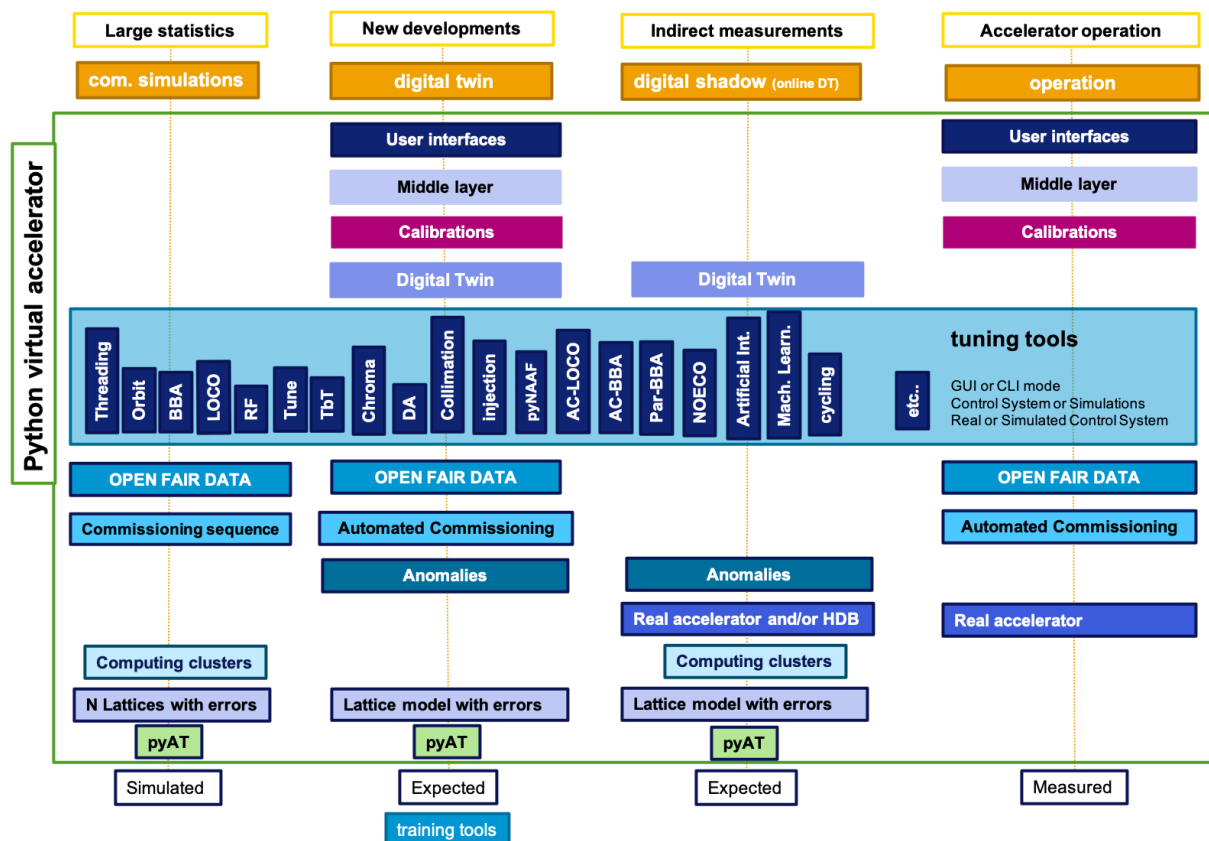 Large statistics
New developments
Indirect measurements
Accelerator operation
com. simulations
digital twin
digital shadow (online DT)
operation
Python virtual accelerator
User interfaces
User interfaces
Middle layer
Middle layer
Calibrations
Calibrations
Digital Twin
Digital Twin
Threading
Orbit
BBA
LOCO
RF
Tune
TbT
Chroma
DA
Collimation
injection
pyNAAF
AC-LOCO
AC-BBA
Par-BBA
NOECO
Artificial Int.
Mach. Learn.
cycling
etc..
tuning tools
GUI or CLI mode
Control System or Simulations
Real or Simulated Control System
OPEN FAIR DATA
OPEN FAIR DATA
OPEN FAIR DATA
Commissioning sequence
Automated Commissioning
Automated Commissioning
Anomalies
Anomalies
Real accelerator and/or HDB
Real accelerator
Computing clusters
Computing clusters
N Lattices with errors
Lattice model with errors
Lattice model with errors
pyAT
pyAT
pyAT
Simulated
Expected
Expected
Measured
training tools